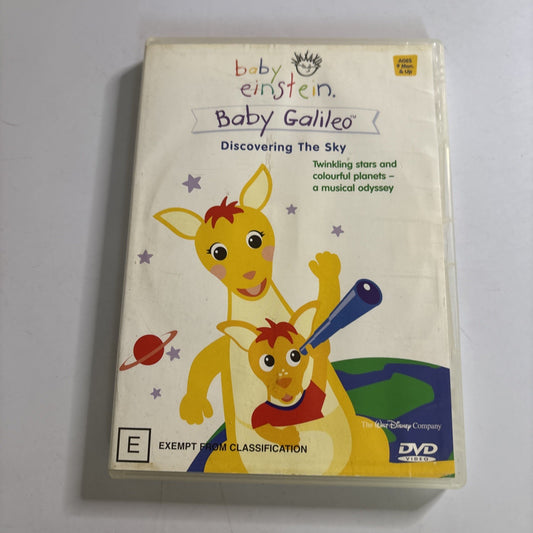 baby
einstein.
AGES
9 Mon.
& Up
Baby Galileo™
Discovering The Sky
Twinkling stars and
colourful planets –
a musical odyssey
The Walt Disney Company
E EXEMPT FROM CLASSIFICATION
DVD
VIDEO